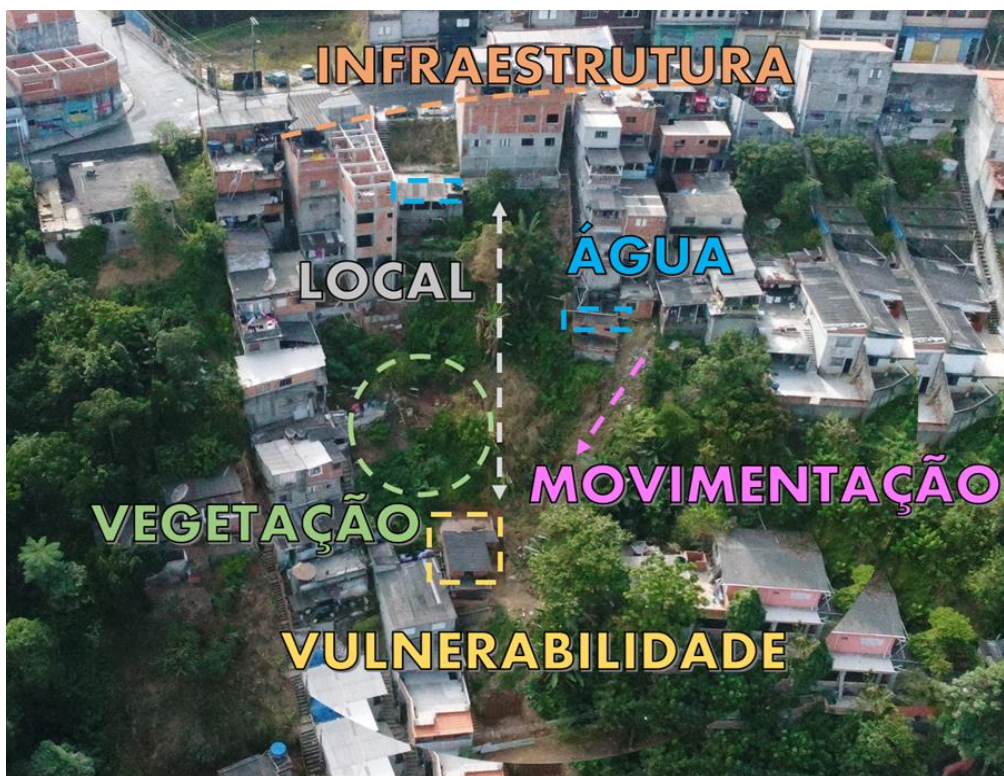 INFRAESTRUTURA
LOCAL
ÁGUA
MOVIMENTAÇÃO
VEGETAÇÃO
VULNERABILIDADE